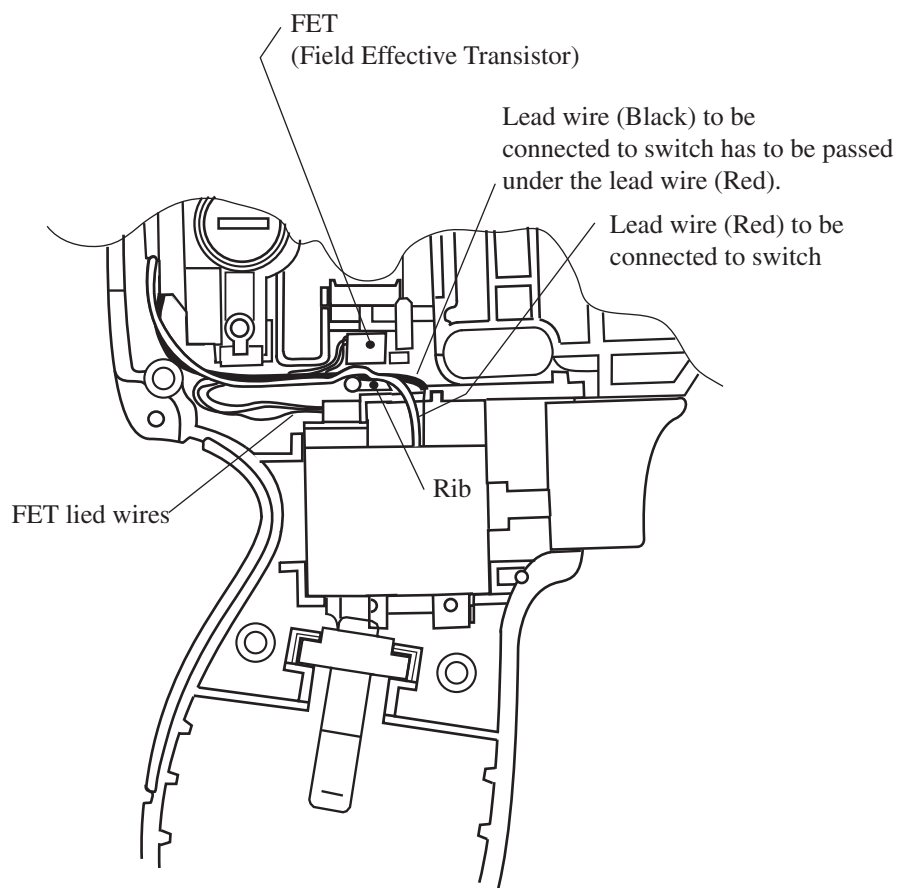 FET
(Field Effective Transistor)
Lead wire (Black) to be
connected to switch has to be passed
under the lead wire (Red).
Lead wire (Red) to be
connected to switch
Rib
FET lied wires